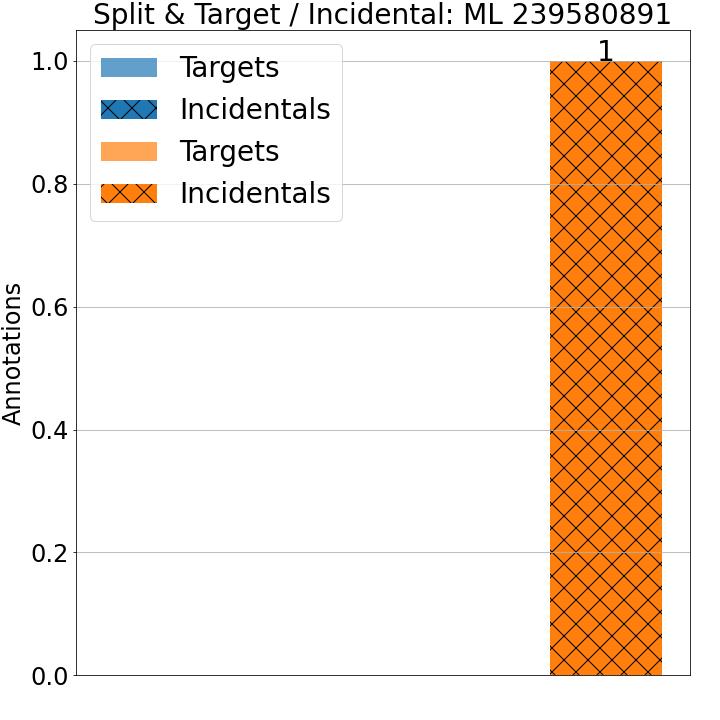 Split & Target / Incidental: ML 239580891
1
1.0
0.8
0.6
0.4
0.2
0.0
Annotations
Targets
Incidentals
Targets
Incidentals